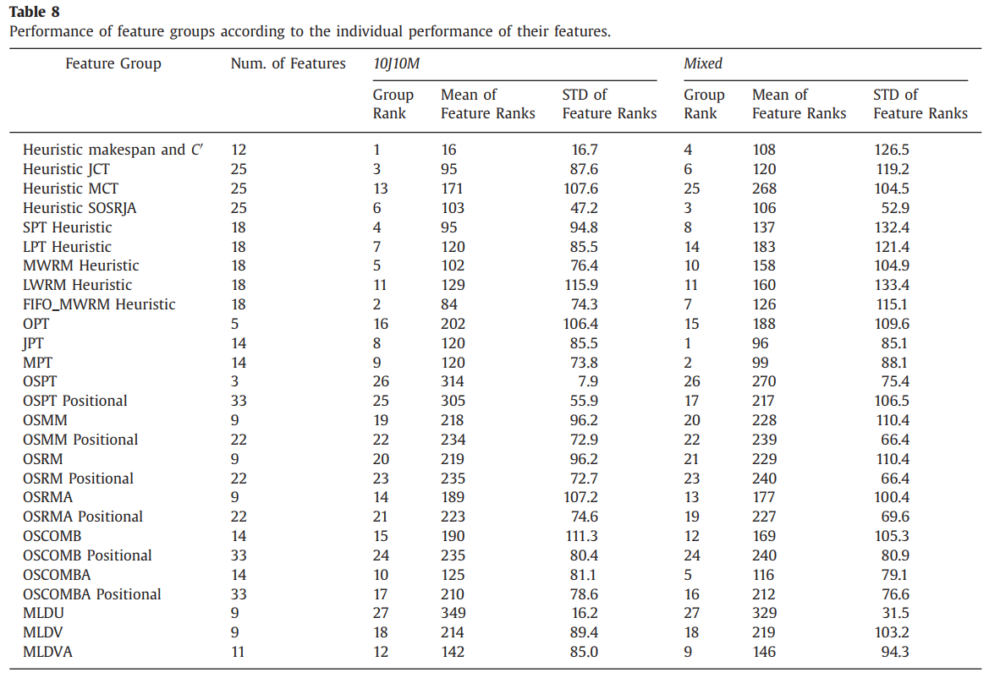 Table 8
Performance of feature groups according to the individual performance of their features.
Feature Group Num. of Features 10J10M Mixed
Group Rank Mean of Feature Ranks STD of Feature Ranks Group Rank Mean of Feature Ranks STD of Feature Ranks
Heuristic makespan and C′ 12 1 16 16.7 4 108 126.5
Heuristic JCT 25 3 95 87.6 6 120 119.2
Heuristic MCT 25 13 171 107.6 25 268 104.5
Heuristic SOSRJA 25 6 103 47.2 3 106 52.9
SPT Heuristic 18 4 95 94.8 8 137 132.4
LPT Heuristic 18 7 120 85.5 14 183 121.4
MWRM Heuristic 18 5 102 76.4 10 158 104.9
LWRM Heuristic 18 11 129 115.9 11 160 133.4
FIFO_MWRM Heuristic 18 2 84 74.3 7 126 115.1
OPT 5 16 202 106.4 15 188 109.6
JPT 14 8 120 85.5 1 96 85.1
MPT 14 9 120 73.8 2 99 88.1
OSPT 3 26 314 7.9 26 270 75.4
OSPT Positional 33 25 305 55.9 17 217 106.5
OSMM 9 19 218 96.2 20 228 110.4
OSMM Positional 22 22 234 72.9 22 239 66.4
OSRM 9 20 219 96.2 21 229 110.4
OSRM Positional 22 23 235 72.7 23 240 66.4
OSRMA 9 14 189 107.2 13 177 100.4
OSRMA Positional 22 21 223 74.6 19 227 69.6
OSCOMB 14 15 190 111.3 12 169 105.3
OSCOMB Positional 33 24 235 80.4 24 240 80.9
OSCOMBA 14 10 125 81.1 5 116 79.1
OSCOMBA Positional 33 17 210 78.6 16 212 76.6
MLDU 9 27 349 16.2 27 329 31.5
MLDV 9 18 214 89.4 18 219 103.2
MLDVA 11 12 142 85.0 9 146 94.3